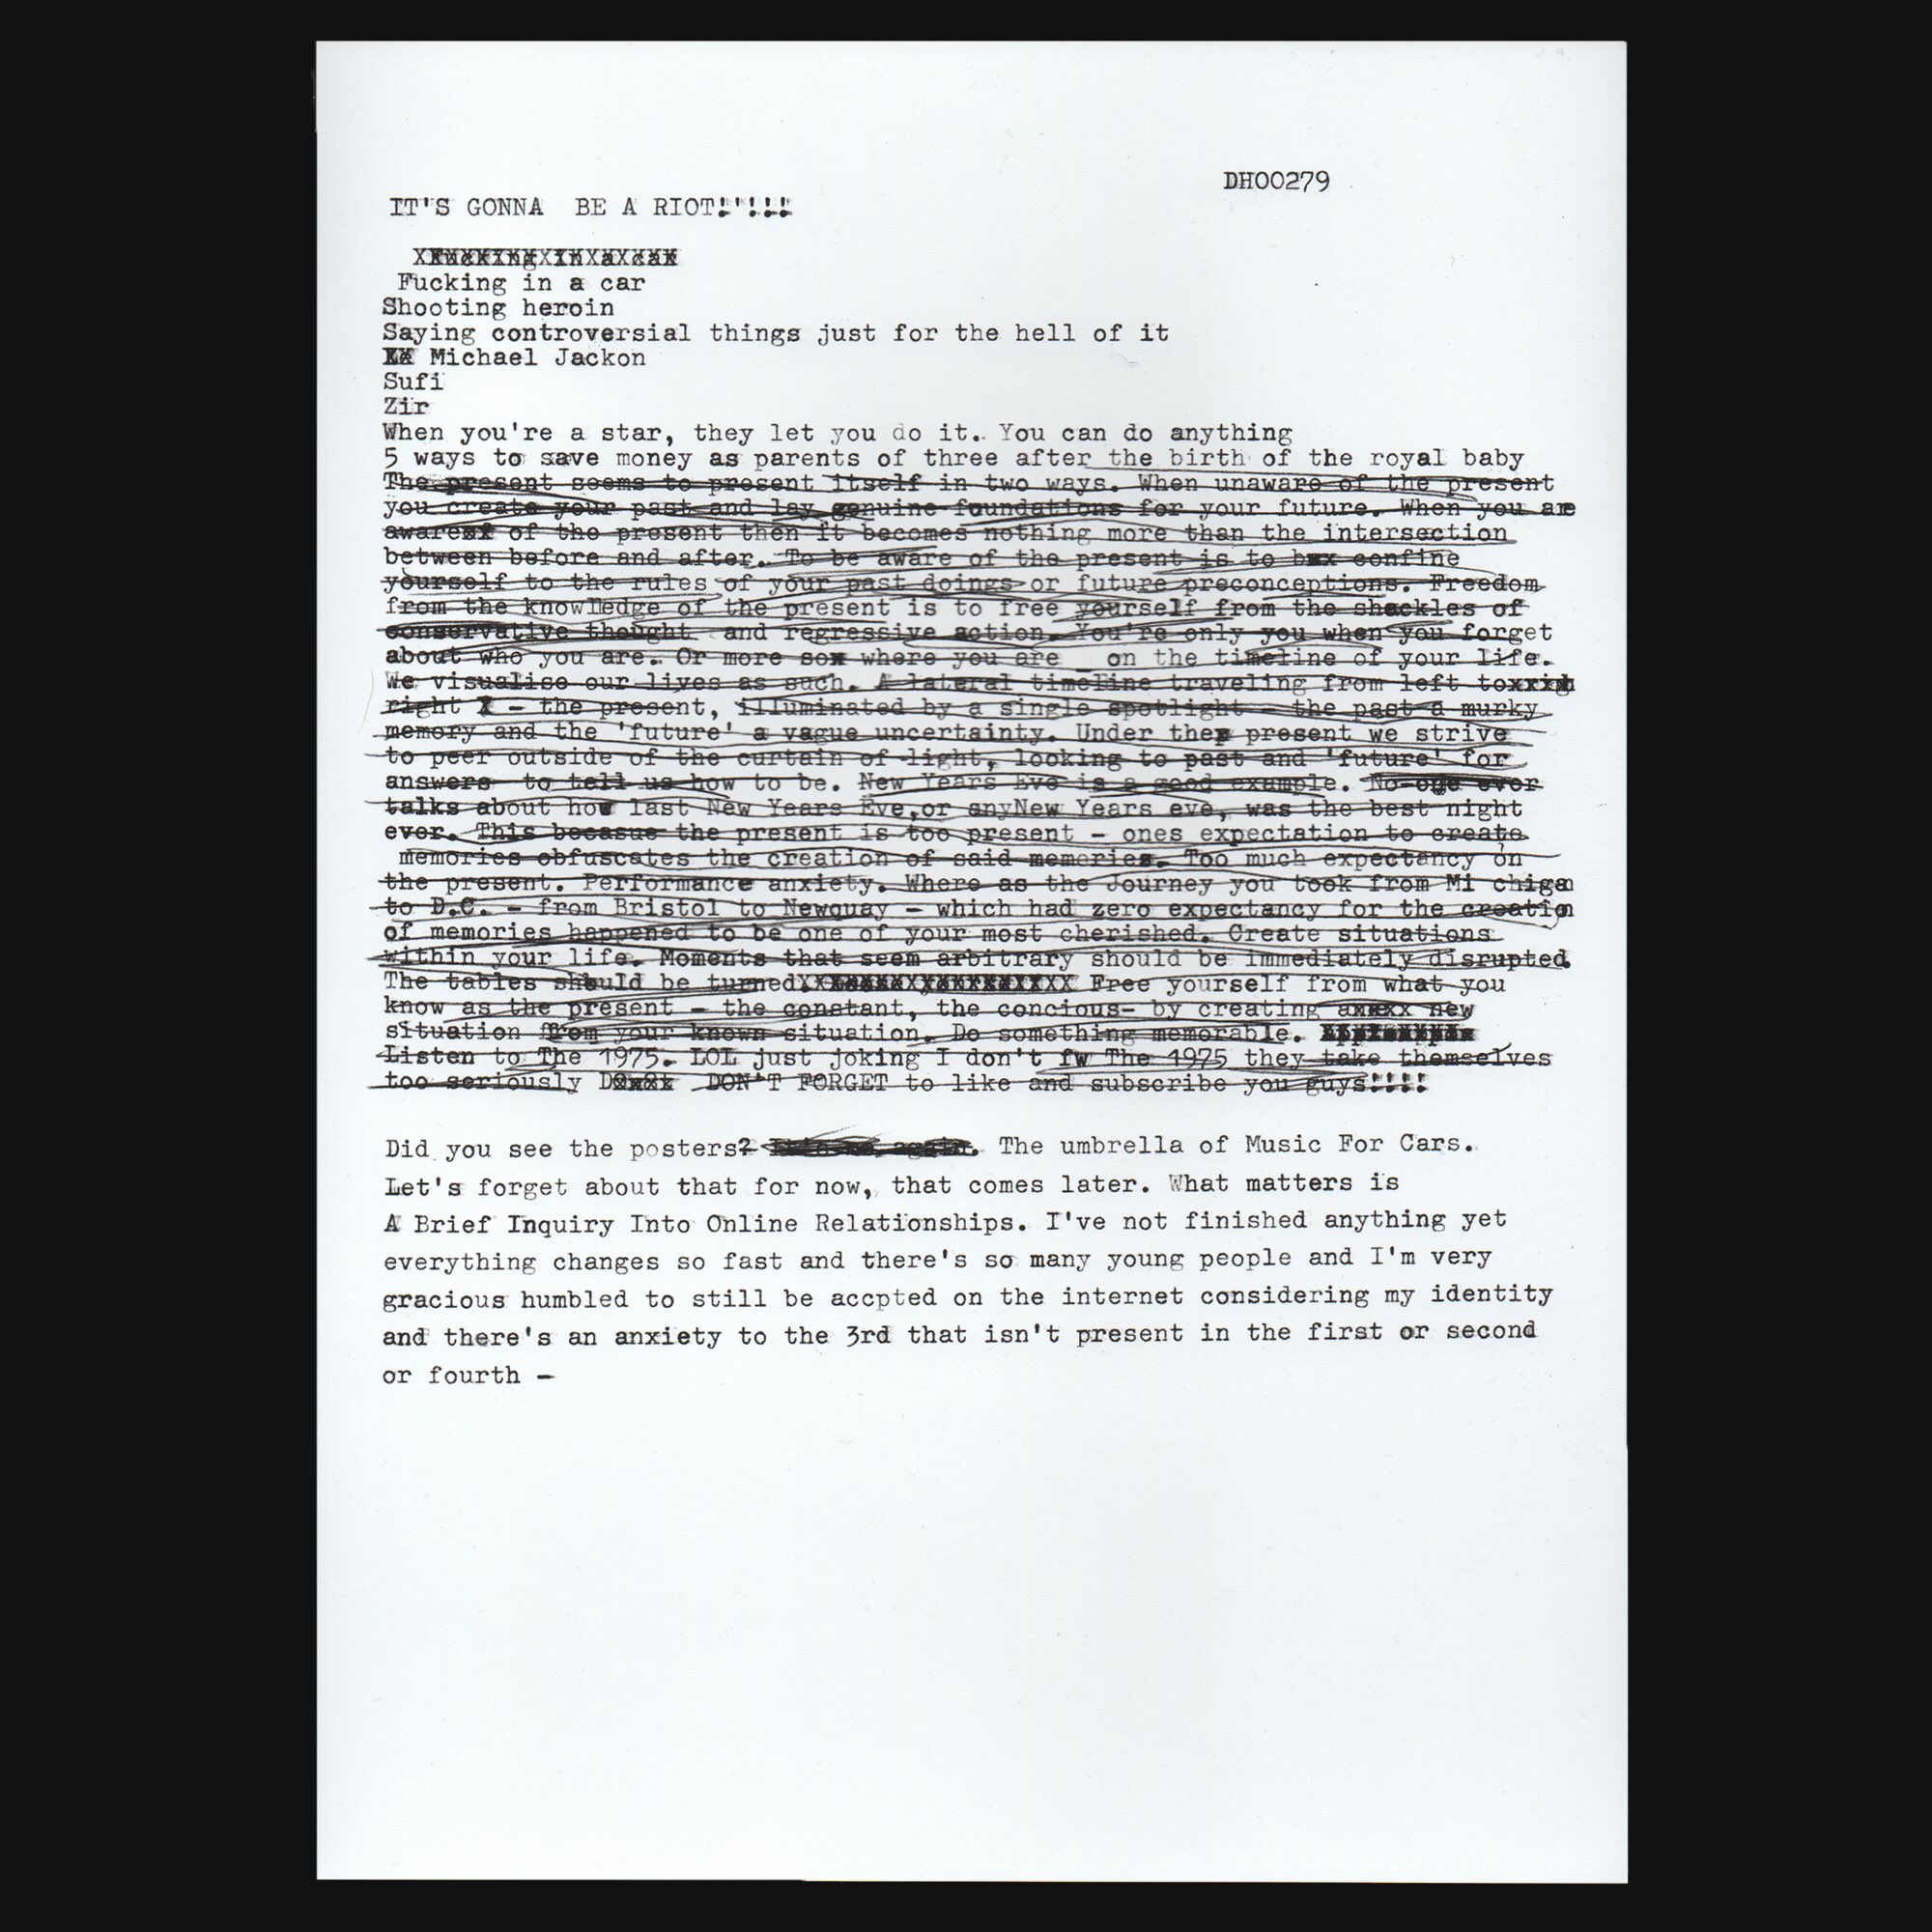 DH00279
IT'S GONNA BE A RIOT!'!!!
XFuckingXinXaXcar
Fucking in a car
Shooting heroin
Saying controversial things just for the hell of it
Michael Jackon
Sufi
Zir
When you're a star, they let you do it. You can do anything
5 ways to save money as parents of three after the birth of the royal baby
The present seems to present itself in two ways. When unaware of the present
you create your past and lay genuine foundations for your future. When you are
aware of the present then it becomes nothing more than the intersection
between before and after. To be aware of the present is to confine
yourself to the rules of your past doings or future preconceptions. Freedom
from the knowledge of the present is to free yourself from the shackles of
conservative thought and regressive action. You're only you when you forget
about who you are. Or more so where you are _ on the timeline of your life.
We visualise our lives as such. A lateral timeline traveling from left to
right - the present, illuminated by a single spotlight - the past a murky
memory and the 'future' a vague uncertainty. Under the present we strive
to peer outside of the curtain of light, looking to past and 'future' for
answers to tell us how to be. New Years Eve is a good example. No-one ever
talks about how last New Years Eve,or anyNew Years eve, was the best night
ever. This becasue the present is too present - ones expectation to create
memories obfuscates the creation of said memories. Too much expectancy on
the present. Performance anxiety. Where as the Journey you took from Mi chigan
to D.C. - from Bristol to Newquay - which had zero expectancy for the creation
of memories happened to be one of your most cherished. Create situations
within your life. Moments that seem arbitrary should be immediately disrupted.
The tables should be turned. Free yourself from what you
know as the present - the constant, the concious- by creating new
situation from your known situation. Do something memorable.
Listen to The 1975. LOL just joking I don't fw The 1975 they take themselves
too seriously DON'T FORGET to like and subscribe you guys!!!!
Did you see the posters? The umbrella of Music For Cars.
Let's forget about that for now, that comes later. What matters is
A Brief Inquiry Into Online Relationships. I've not finished anything yet
everything changes so fast and there's so many young people and I'm very
gracious humbled to still be accpted on the internet considering my identity
and there's an anxiety to the 3rd that isn't present in the first or second
or fourth -